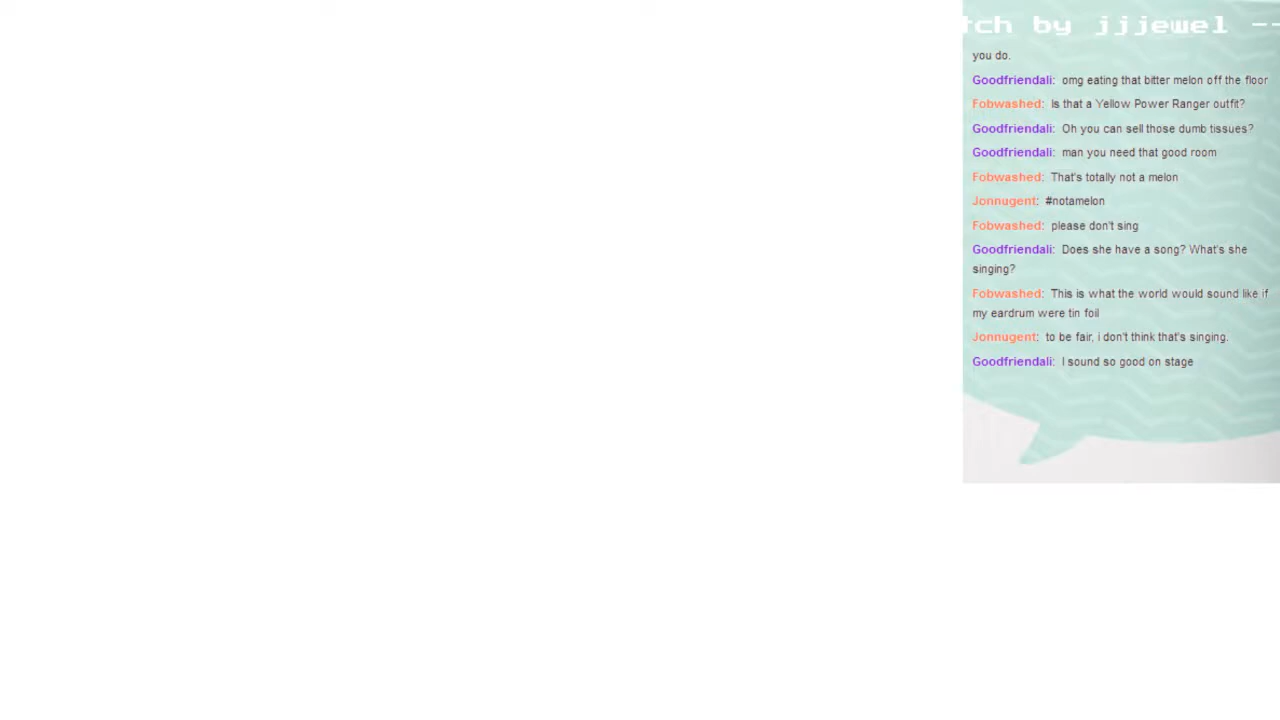 by jjjewel --
you do.
Goodfriendali: omg eating that bitter melon off the floor
Fobwashed: Is that a Yellow Power Ranger outfit?
Goodfriendali: Oh you can sell those dumb tissues?
Goodfriendali: man you need that good room
Fobwashed: That's totally not a melon
Jonnugent: #notamelon
Fobwashed: please don't sing
Goodfriendali: Does she have a song? What's she
singing?
Fobwashed: This is what the world would sound like if
my eardrum were tin foil
Jonnugent: to be fair, i don't think that's singing.
Goodfriendali: I sound so good on stage